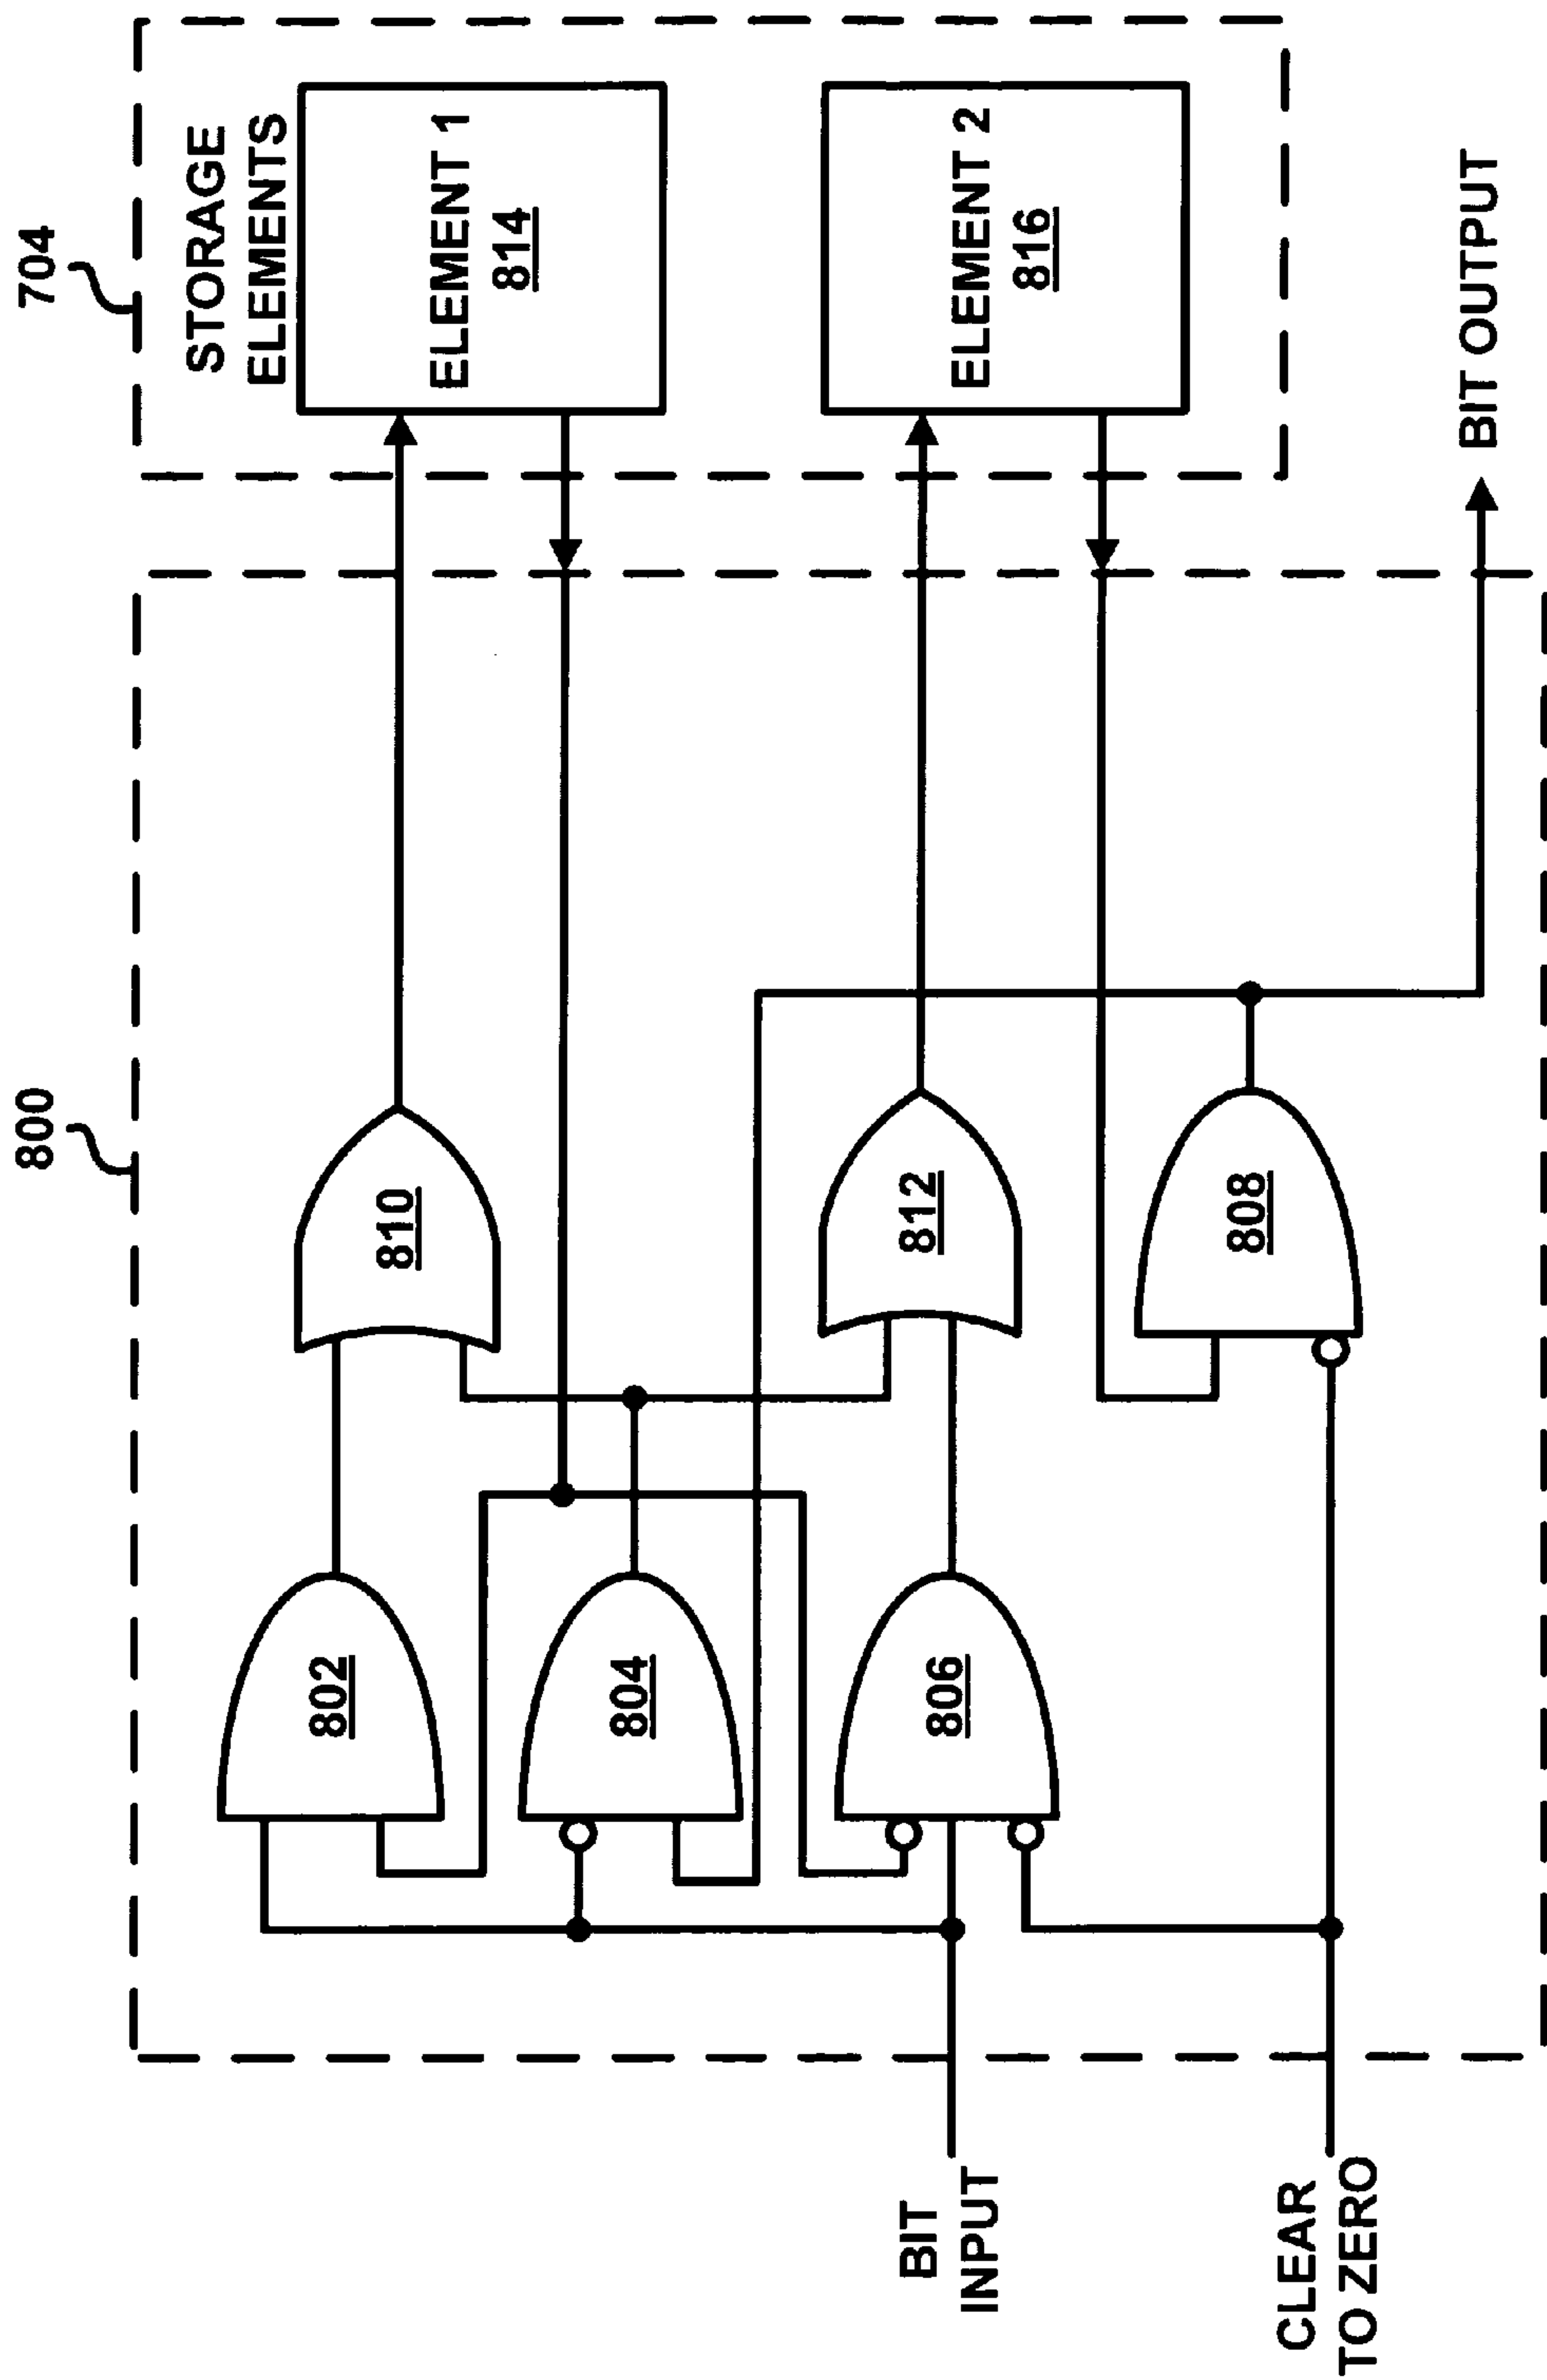 800
704
STORAGE
ELEMENTS
802
810
ELEMENT 1
814
804
806
812
ELEMENT 2
816
808
BIT
INPUT
CLEAR
TO ZERO
BIT OUTPUT